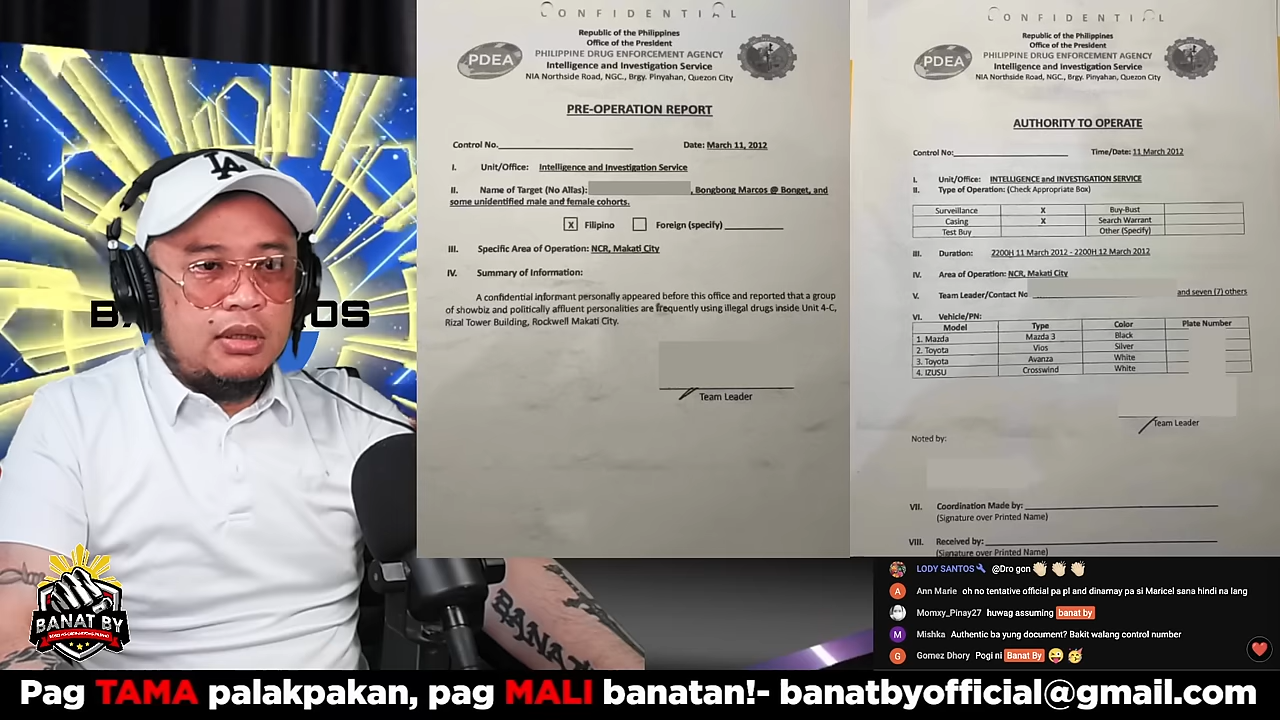 CONFIDENTIAL
Republic of the Philippines
Office of the President
PHILIPPINE DRUG ENFORCEMENT AGENCY
Intelligence and Investigation Service
NIA Northside Road, NGC., Brgy. Pinyahan, Quezon City
PDEA
PRE-OPERATION REPORT
Control No.
Date: March 11, 2012
I. Unit/Office: Intelligence and Investigation Service
II. Name of Target (No Allas): , Bongbong Marcos @ Bonget, and
some unidentified male and female cohorts.
X Filipino Foreign (specify)
III. Specific Area of Operation: NCR, Makati City
IV. Summary of Information:
A confidential informant personally appeared before this office and reported that a group
of showbiz and politically affluent personalities are frequently using illegal drugs inside Unit 4-C,
Rizal Tower Building, Rockwell Makati City.
Team Leader
CONFIDENTIAL
Republic of the Philippines
Office of the President
PHILIPPINE DRUG ENFORCEMENT AGENCY
Intelligence and Investigation Service
NIA Northside Road, NGC., Brgy. Pinyahan, Quezon City
PDEA
AUTHORITY TO OPERATE
Control No:
Time/Date: 11 March 2012
I. Unit/Office: INTELLIGENCE and INVESTIGATION SERVICE
II. Type of Operation: (Check Appropriate Box)
Surveillance X Buy-Bust
Casing X Search Warrant
Test Buy Other (Specify)
III. Duration: 2200H 11 March 2012 - 2200H 12 March 2012
IV. Area of Operation: NCR, Makati City
V. Team Leader/Contact No and seven (7) others
VI. Vehicle/PN:
Model Type Color Plate Number
1. Mazda Mazda 3 Black
2. Toyota Vios Silver
3. Toyota Avanza White
4. IZUSU Crosswind White
Team Leader
Noted by:
VII. Coordination Made by:
(Signature over Printed Name)
VIII. Received by:
(Signature over Printed Name)
LA
OS
BANAT
BANAT BY
LODY SANTOS @Dro gon
Ann Marie oh no tentative official pa pl and dinamay pa si Maricel sana hindi na lang
Momxy_Pinay27 huwag assuming banat by
Mishka Authentic ba yung document? Bakit walang control number
Gomez Dhory Pogi ni Banat By
Pag TAMA palakpakan, pag MALI banatan!- banatbyofficial@gmail.com